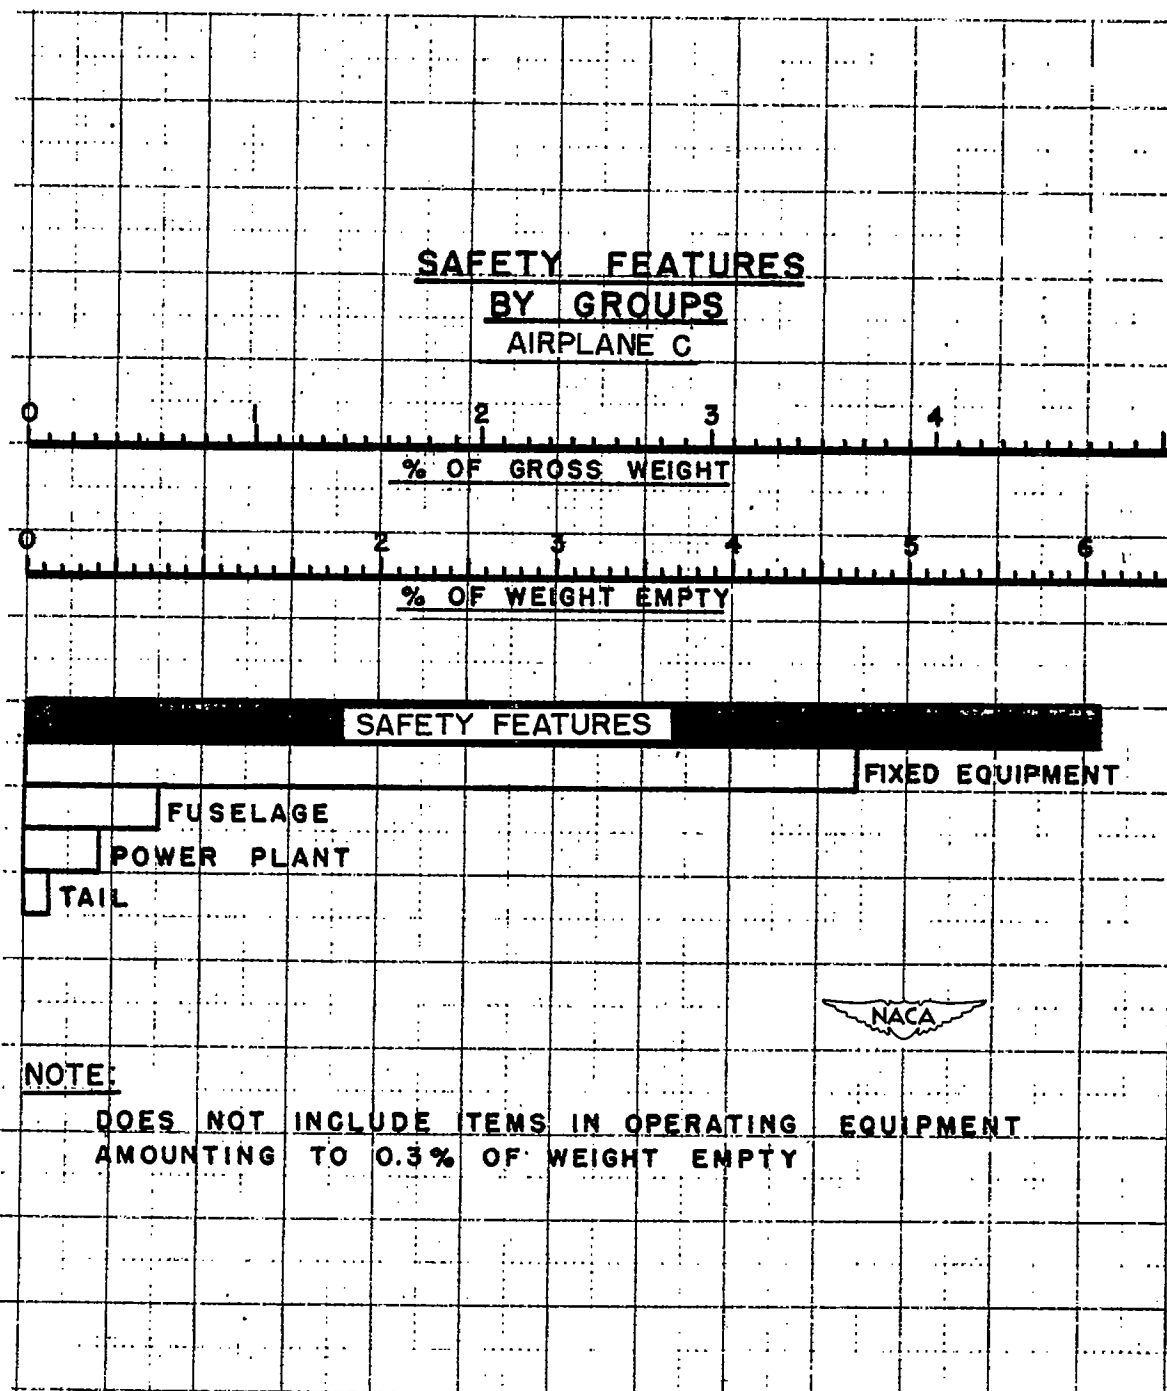 SAFETY FEATURES
BY GROUPS
AIRPLANE C
0 1 2 3 4
% OF GROSS WEIGHT
0 2 3 4 5 6
% OF WEIGHT EMPTY
SAFETY FEATURES
FIXED EQUIPMENT
FUSELAGE
POWER PLANT
TAIL
NACA
NOTE:
DOES NOT INCLUDE ITEMS IN OPERATING EQUIPMENT
AMOUNTING TO 0.3% OF WEIGHT EMPTY